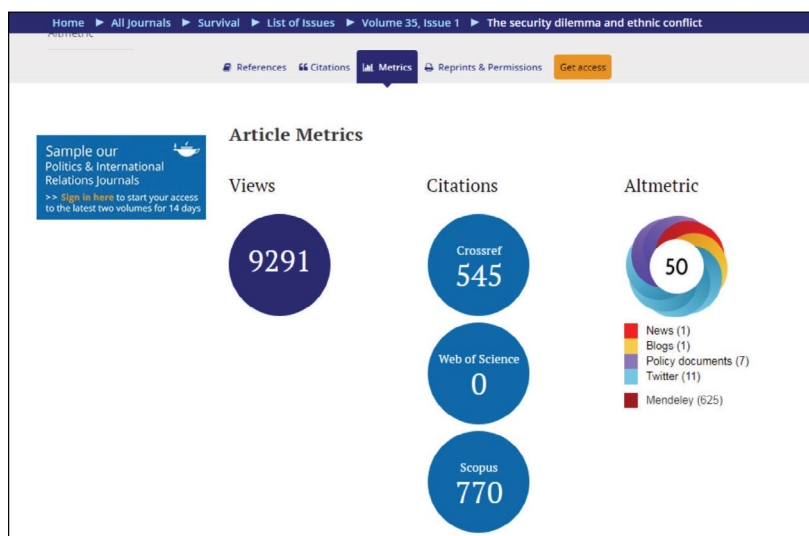 Home ▶ All Journals ▶ Survival ▶ List of Issues ▶ Volume 35, Issue 1 ▶ The security dilemma and ethnic conflict
Altmetric
References Citations Metrics Reprints & Permissions Get access
Article Metrics
Sample our
Politics & International
Relations Journals
>> Sign in here to start your access
to the latest two volumes for 14 days
Views
9291
Citations
Crossref
545
Web of Science
0
Scopus
770
Altmetric
50
News (1)
Blogs (1)
Policy documents (7)
Twitter (11)
Mendeley (625)